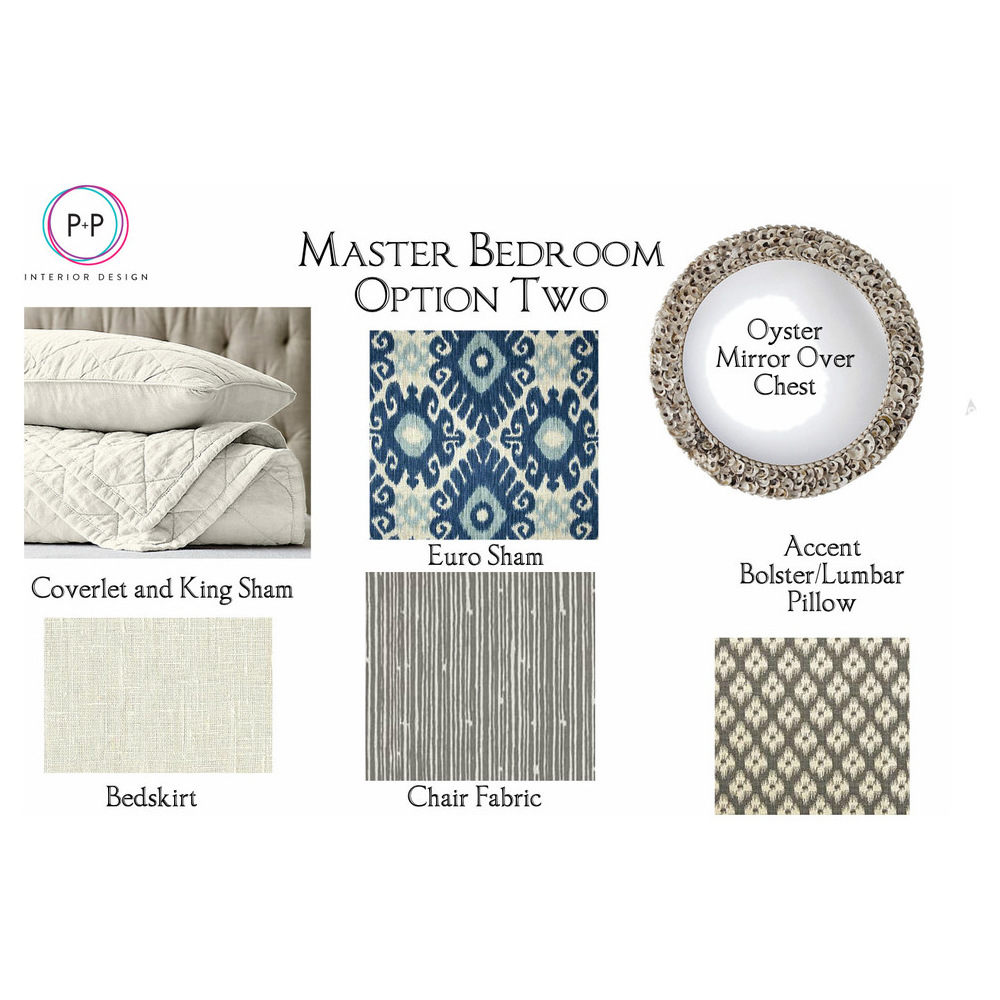 P+P
INTERIOR DESIGN
Master Bedroom
Option Two
Oyster
Mirror Over
Chest
Coverlet and King Sham
Euro Sham
Accent
Bolster/Lumbar
Pillow
Bedskirt
Chair Fabric